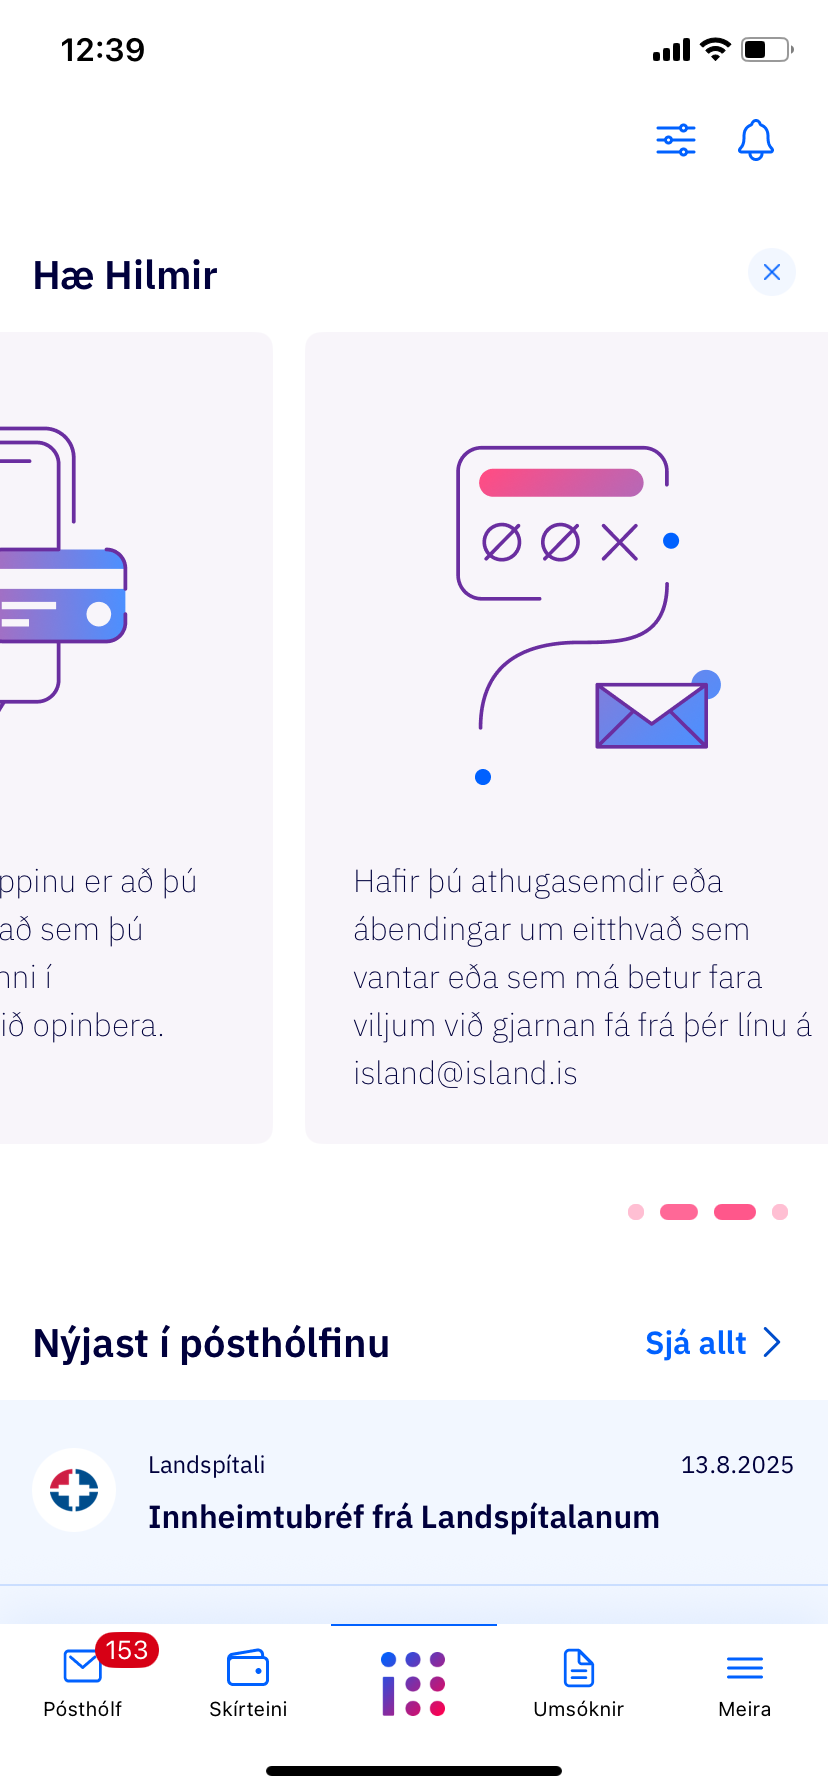 12:39
Hæ Hilmir
ppinu er að þú
að sem þú
nni í
ið opinbera.
Hafir þú athugasemdir eða
ábendingar um eitthvað sem
vantar eða sem má betur fara
viljum við gjarnan fá frá þér línu á
island@island.is
Nýjast í pósthólfinu
Sjá allt
Landspítali
13.8.2025
Innheimtubréf frá Landspítalanum
153
Pósthólf
Skírteini
Umsóknir
Meira